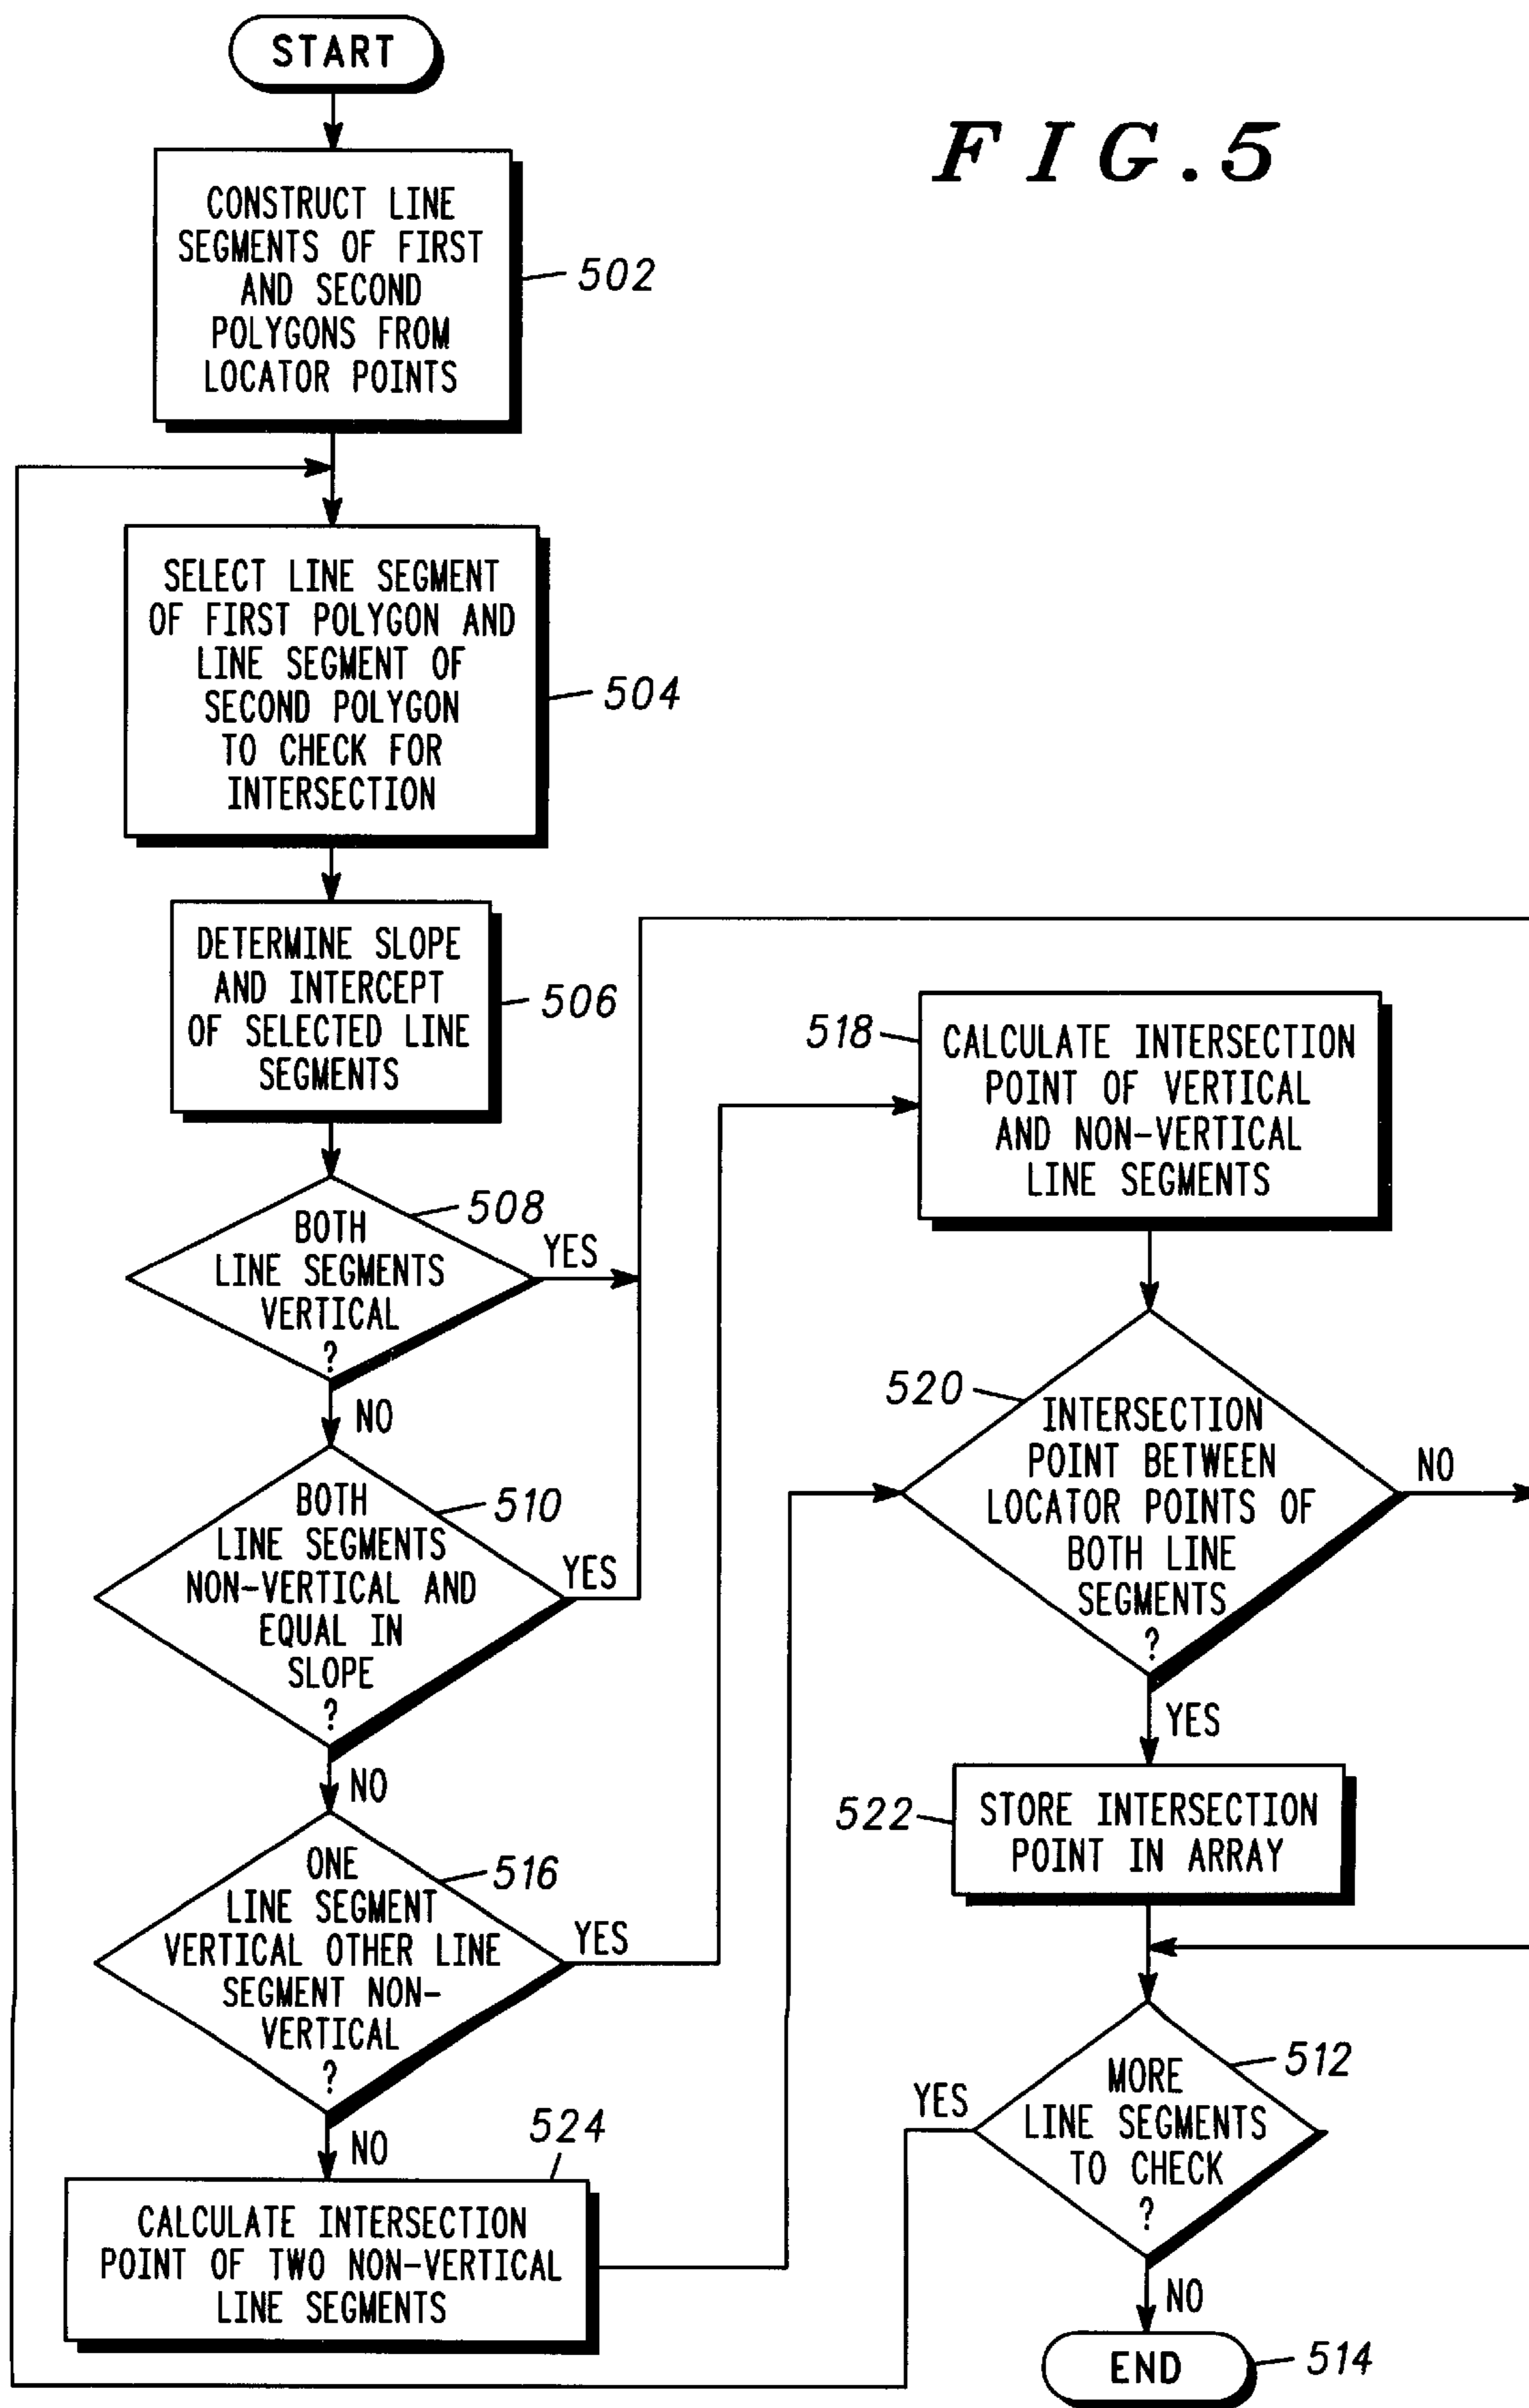 START
FIG.5
CONSTRUCT LINE
SEGMENTS OF FIRST
AND SECOND
POLYGONS FROM
LOCATOR POINTS
502
SELECT LINE SEGMENT
OF FIRST POLYGON AND
LINE SEGMENT OF
SECOND POLYGON
TO CHECK FOR
INTERSECTION
504
DETERMINE SLOPE
AND INTERCEPT
OF SELECTED LINE
SEGMENTS
506
BOTH
LINE SEGMENTS
VERTICAL
?
508
YES
NO
BOTH
LINE SEGMENTS
NON-VERTICAL AND
EQUAL IN
SLOPE
?
510
YES
NO
ONE
LINE SEGMENT
VERTICAL OTHER LINE
SEGMENT NON-
VERTICAL
?
516
YES
NO
524
CALCULATE INTERSECTION
POINT OF TWO NON-VERTICAL
LINE SEGMENTS
518
CALCULATE INTERSECTION
POINT OF VERTICAL
AND NON-VERTICAL
LINE SEGMENTS
520
INTERSECTION
POINT BETWEEN
LOCATOR POINTS OF
BOTH LINE
SEGMENTS
?
NO
YES
522
STORE INTERSECTION
POINT IN ARRAY
512
MORE
LINE SEGMENTS
TO CHECK
?
YES
NO
END
514